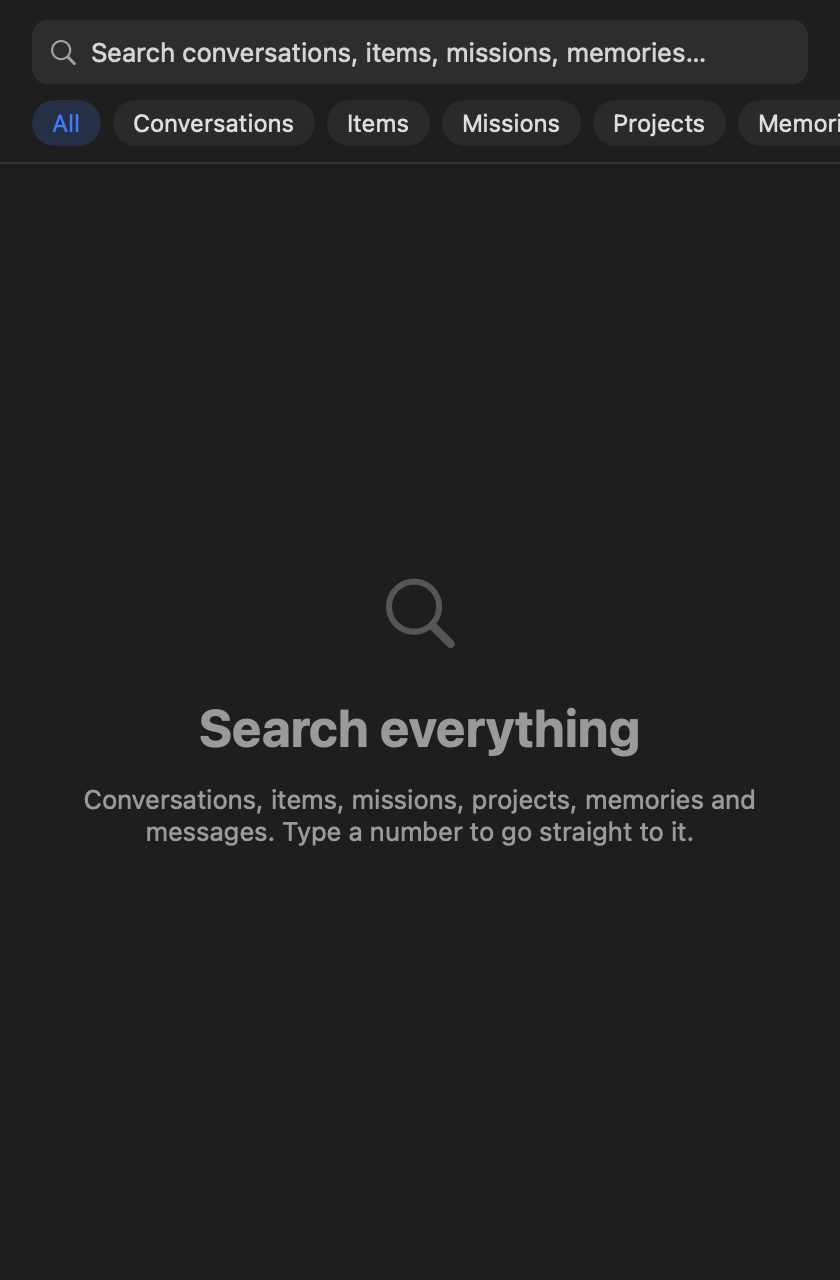 Search conversations, items, missions, memories...
All
Conversations
Items
Missions
Projects
Memori
Search everything
Conversations, items, missions, projects, memories and
messages. Type a number to go straight to it.